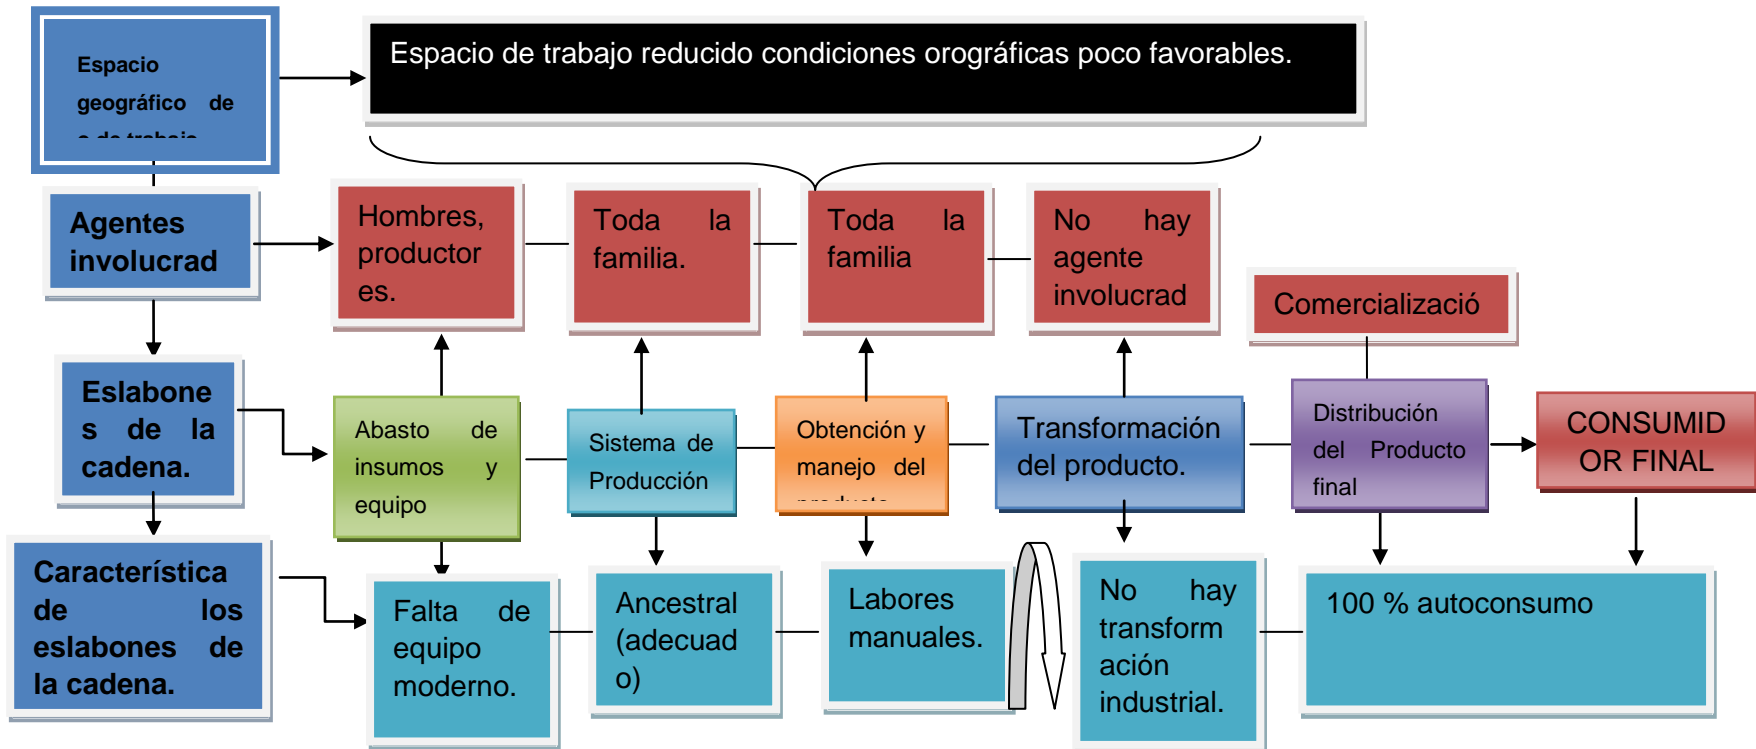 Espacio
geográfico de
Espacio de trabajo reducido condiciones orográficas poco favorables.
Agentes
involucrad
Hombres,
productor
es.
Toda la
familia.
Toda la
familia
No hay
agente
involucrad
Comercializació
Eslabone
s de la
cadena.
Abasto de
insumos y
equipo
Sistema de
Producción
Obtención y
manejo del
Transformación
del producto.
Distribución
del Producto
final
CONSUMID
OR FINAL
Característica
de los
eslabones de
la cadena.
Falta de
equipo
moderno.
Ancestral
(adecuad
o)
Labores
manuales.
No hay
transform
ación
industrial.
100 % autoconsumo